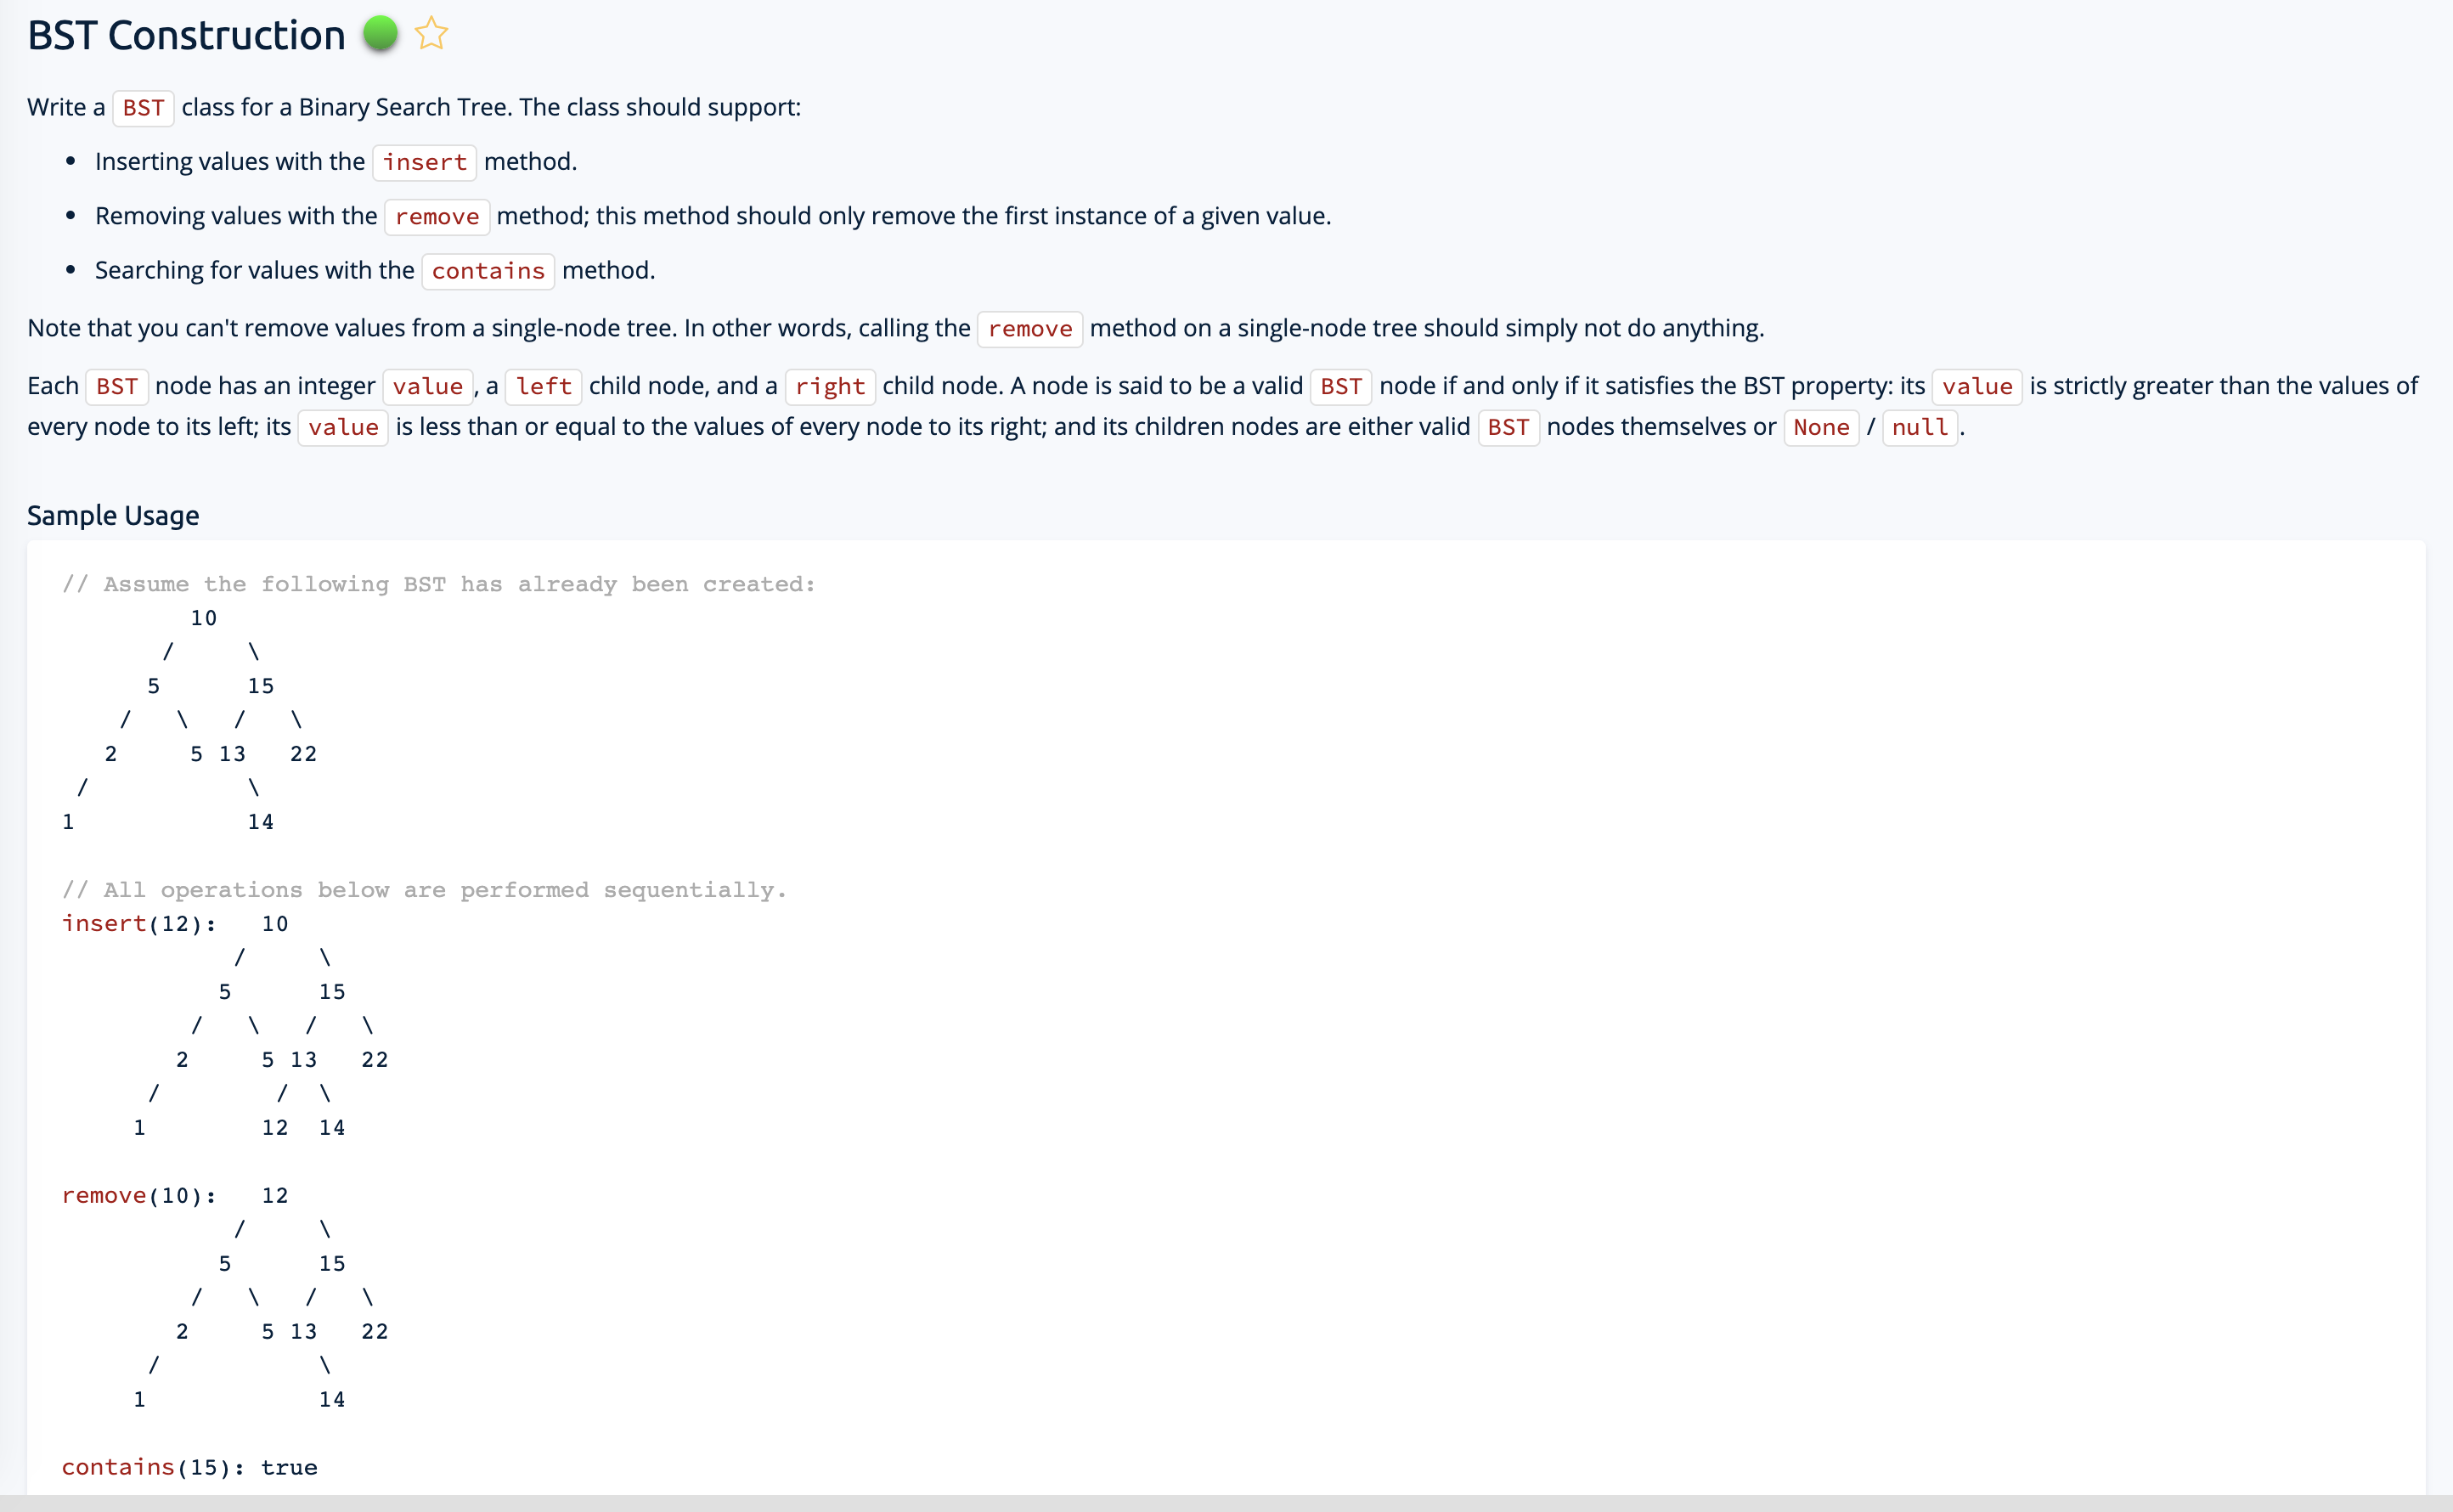 BST Construction
Write a BST class for a Binary Search Tree. The class should support:
• Inserting values with the insert method.
• Removing values with the remove method; this method should only remove the first instance of a given value.
• Searching for values with the contains method.
Note that you can't remove values from a single-node tree. In other words, calling the remove method on a single-node tree should simply not do anything.
Each BST node has an integer value, a left child node, and a right child node. A node is said to be a valid BST node if and only if it satisfies the BST property: its value is strictly greater than the values of
every node to its left; its value is less than or equal to the values of every node to its right; and its children nodes are either valid BST nodes themselves or None / null.
Sample Usage
// Assume the following BST has already been created:
         10
       /     \
      5      15
    /   \   /   \
   2     5 13   22
 /           \
1            14
// All operations below are performed sequentially.
insert(12):   10
            /     \
           5      15
         /   \   /   \
        2     5 13   22
      /        /  \
     1        12  14
remove(10):   12
            /     \
           5      15
         /   \   /   \
        2     5 13   22
      /           \
     1            14
contains(15): true